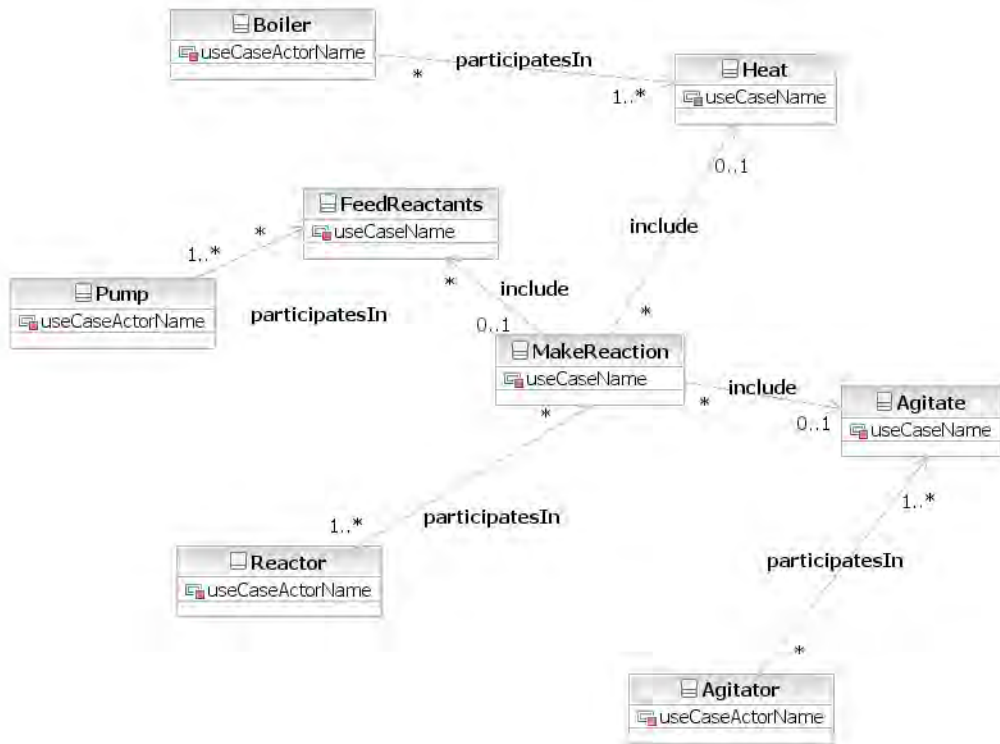 Boiler
useCaseActorName
*
participatesIn
1..*
Heat
useCaseName
0..1
include
*
FeedReactants
useCaseName
*
1..*
Pump
useCaseActorName
participatesIn
*
include
0..1
MakeReaction
useCaseName
*
*
include
0..1
Agitate
useCaseName
1..*
participatesIn
1..*
participatesIn
Reactor
useCaseActorName
*
Agitator
useCaseActorName